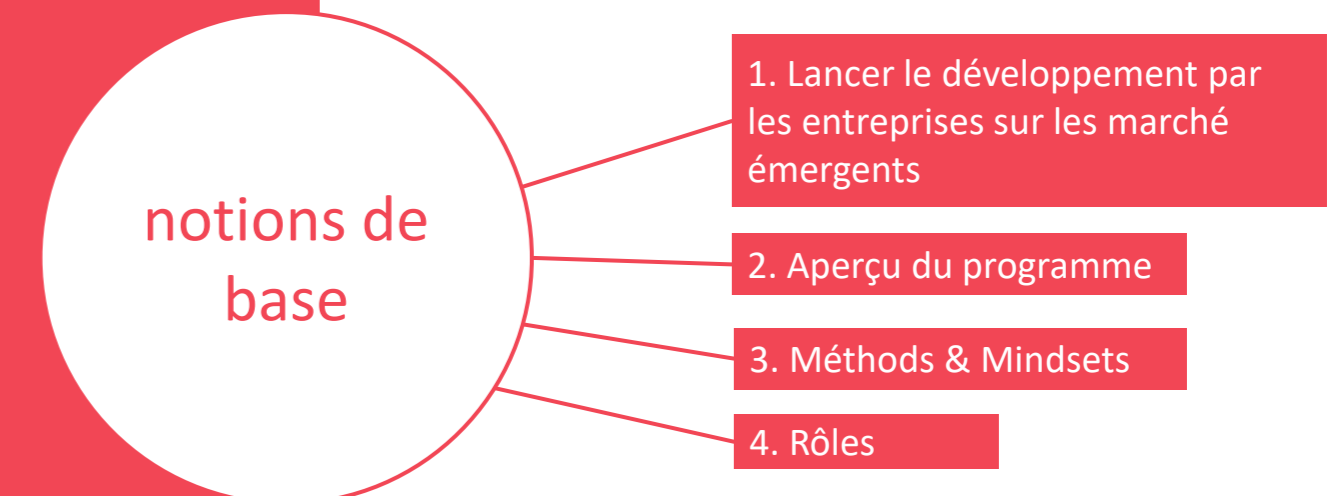 notions de
base
1. Lancer le développement par
les entreprises sur les marché
émergents
2. Aperçu du programme
3. Méthods & Mindsets
4. Rôles